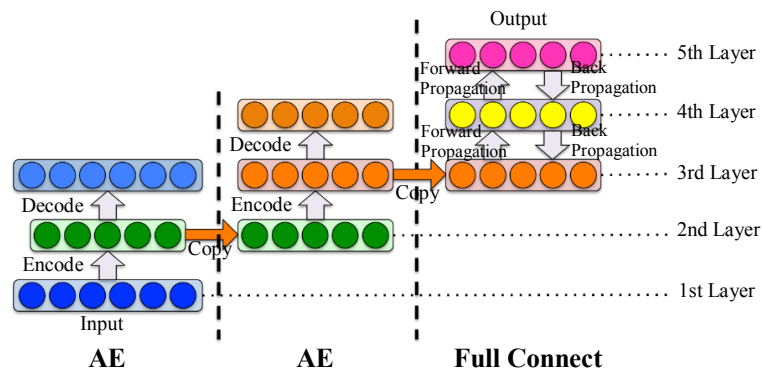 Output
5th Layer
Forward
Propagation
Back
Propagation
4th Layer
Decode
Forward
Propagation
Back
Propagation
3rd Layer
Copy
Decode
Encode
2nd Layer
Copy
Encode
1st Layer
Input
AE
AE
Full Connect